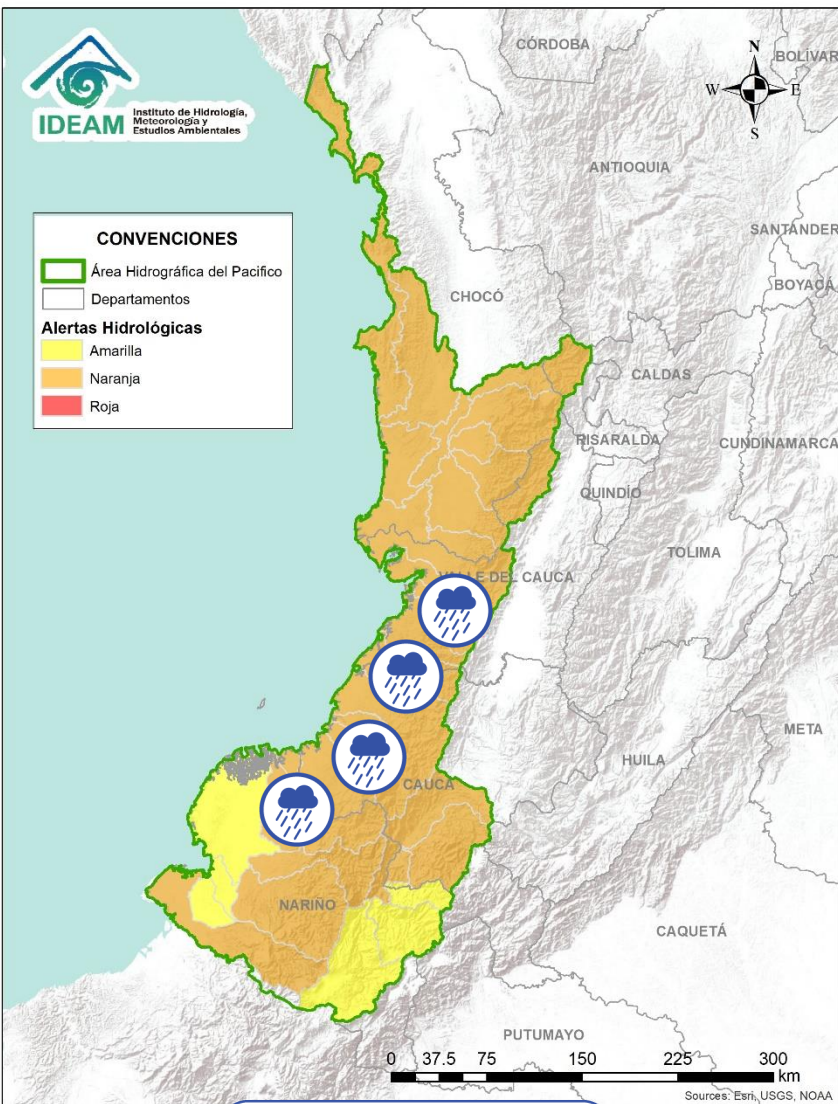 IDEAM
Instituto de Hidrología,
Meteorología y
Estudios Ambientales
N
W
E
S
CONVENCIONES
Área Hidrográfica del Pacifico
Departamentos
Alertas Hidrológicas
Amarilla
Naranja
Roja
CÓRDOBA
BOLÍVAR
ANTIOQUIA
SANTANDER
BOYACÁ
CHOCÓ
CALDAS
RISARALDA
CUNDINAMARCA
QUINDÍO
TOLIMA
VALLE DEL CAUCA
META
HUILA
CAUCA
NARIÑO
CAQUETÁ
PUTUMAYO
0 37.5 75 150 225 300
km
Sources: Esri, USGS, NOAA